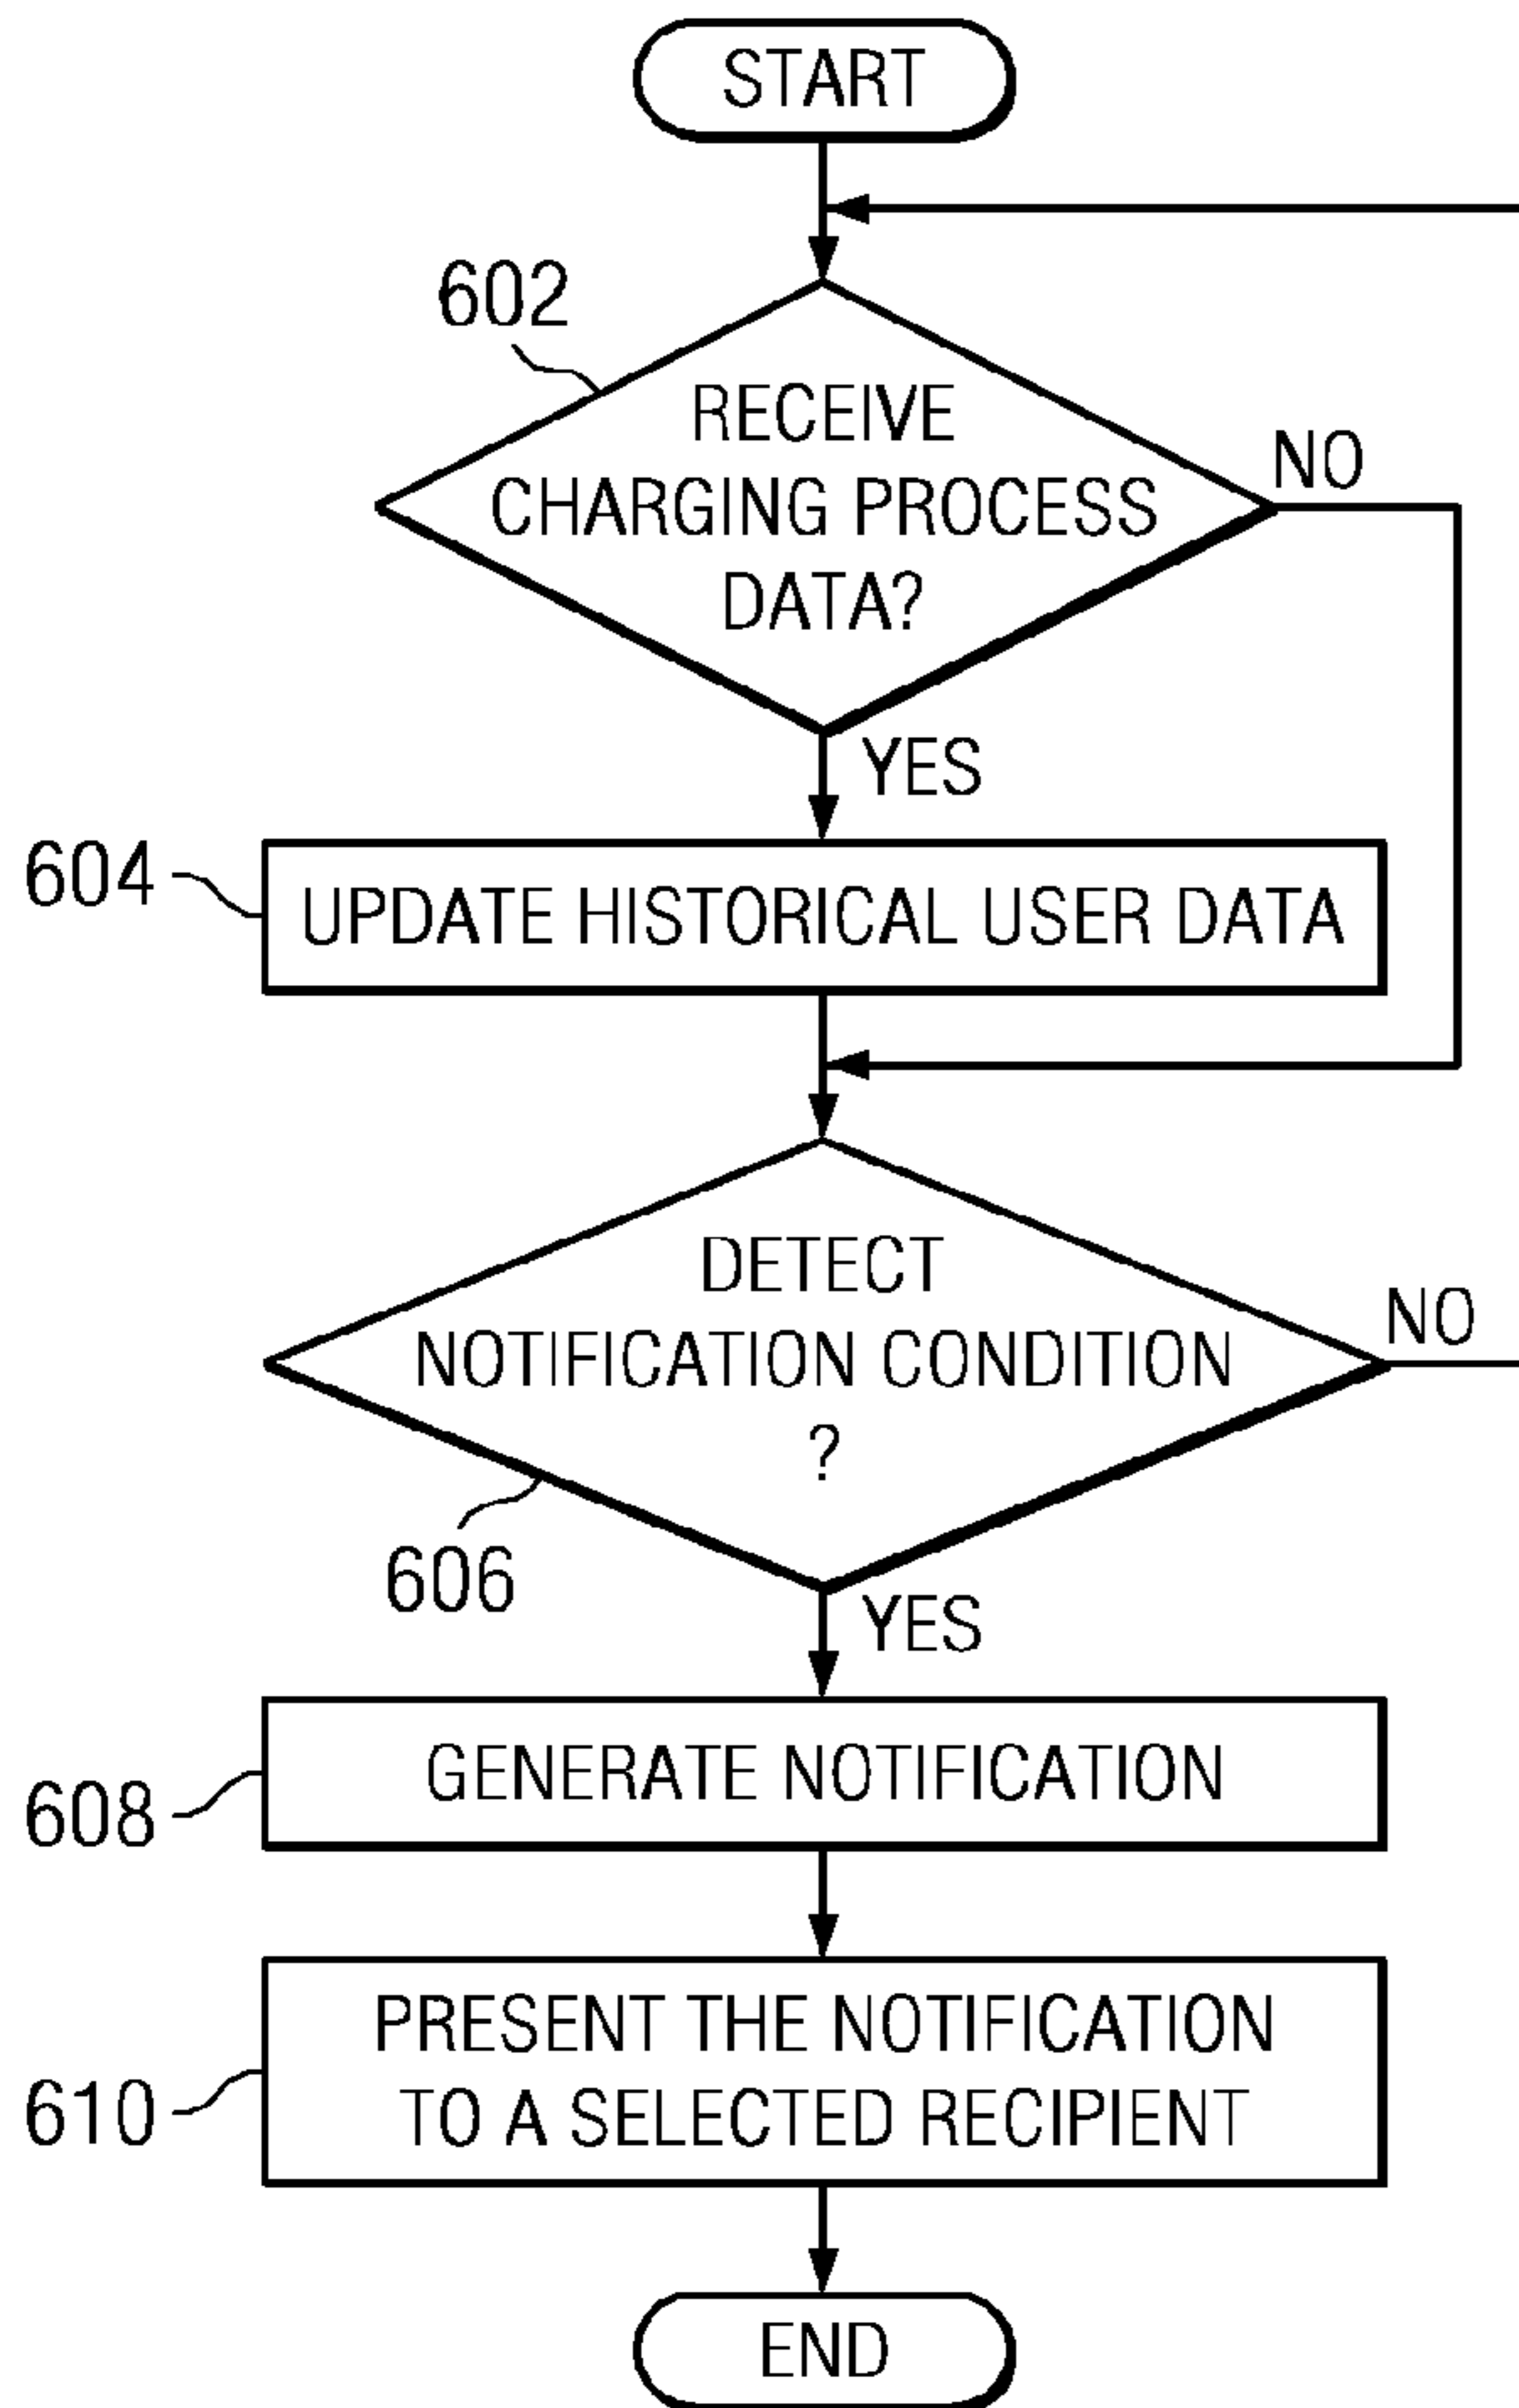 START
602
RECEIVE
CHARGING PROCESS
DATA?
NO
YES
604
UPDATE HISTORICAL USER DATA
DETECT
NOTIFICATION CONDITION
?
NO
606
YES
GENERATE NOTIFICATION
608
PRESENT THE NOTIFICATION
TO A SELECTED RECIPIENT
610
END